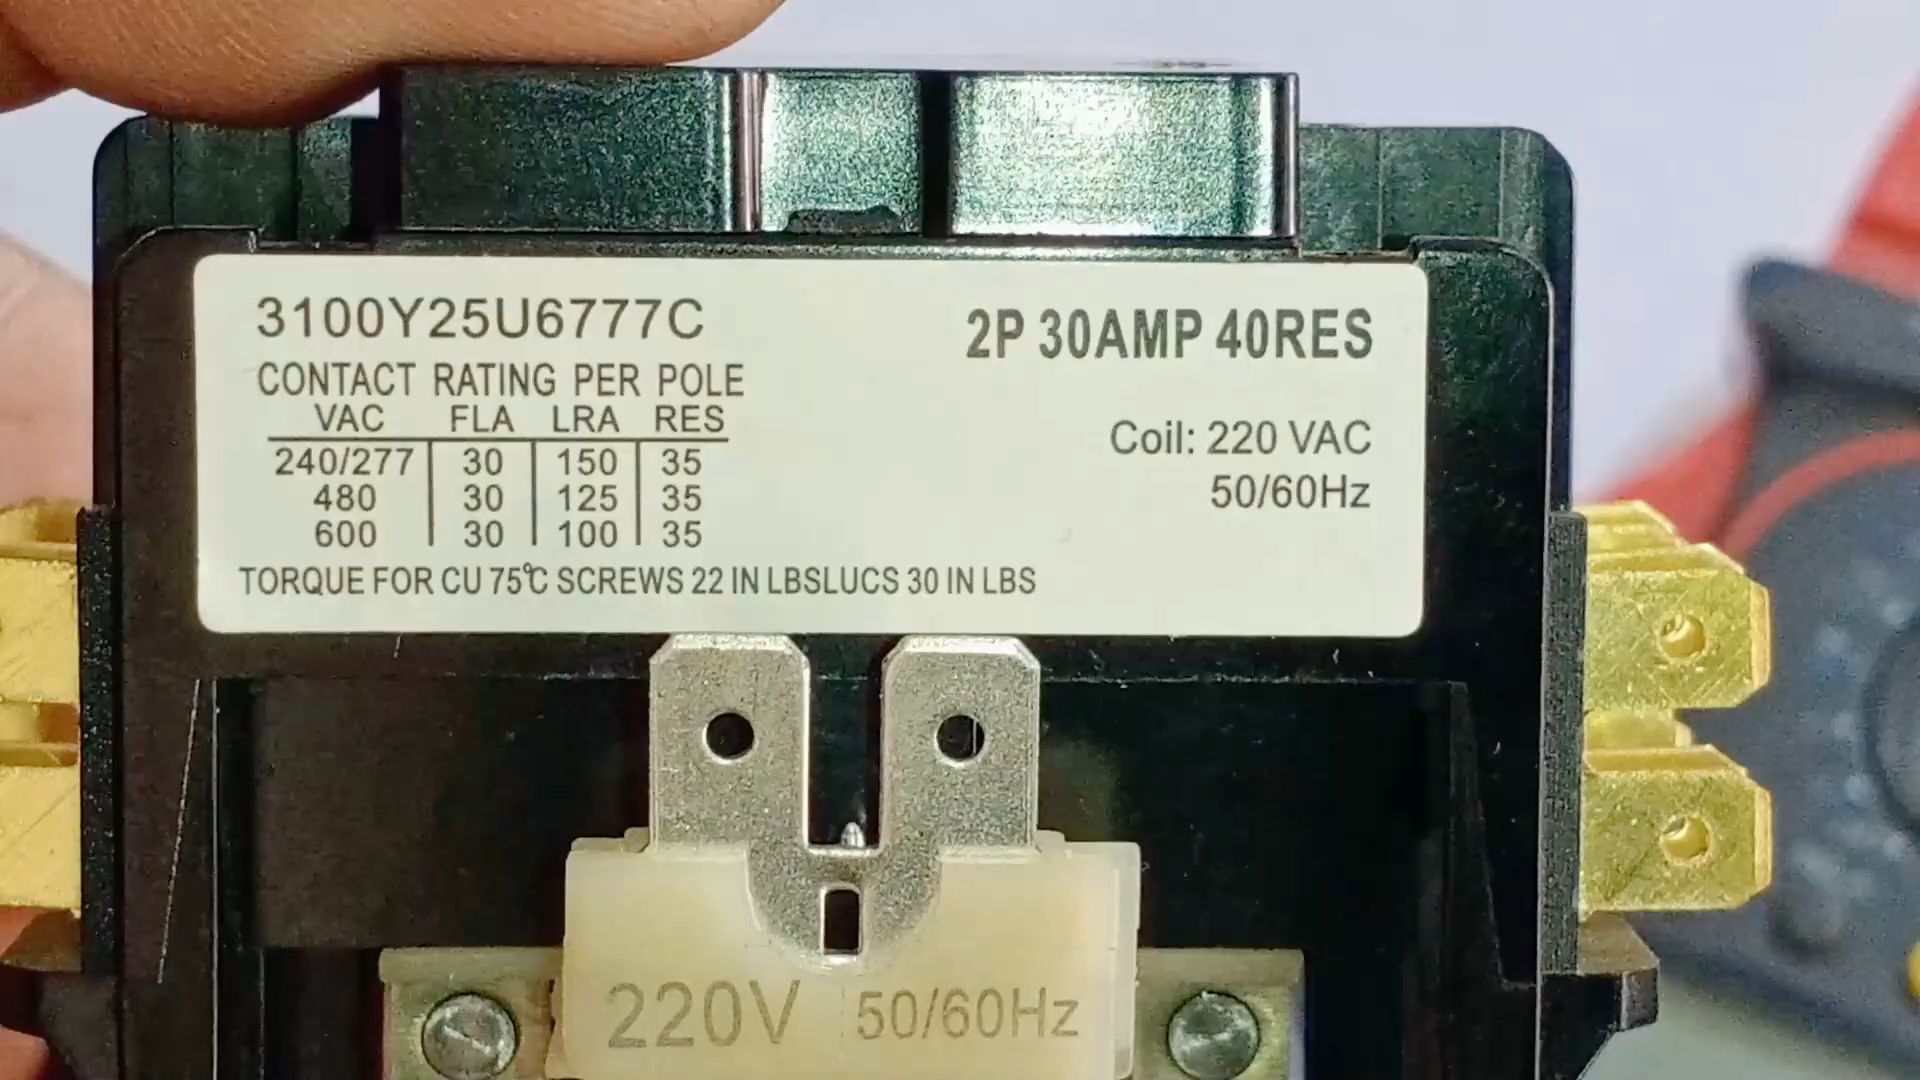 3100Y25U6777C
2P 30AMP 40RES
CONTACT RATING PER POLE
VAC FLA LRA RES
240/277 30 150 35
480 30 125 35
600 30 100 35
Coil: 220 VAC
50/60Hz
TORQUE FOR CU 75℃ SCREWS 22 IN LBSLUCS 30 IN LBS
220V 50/60Hz